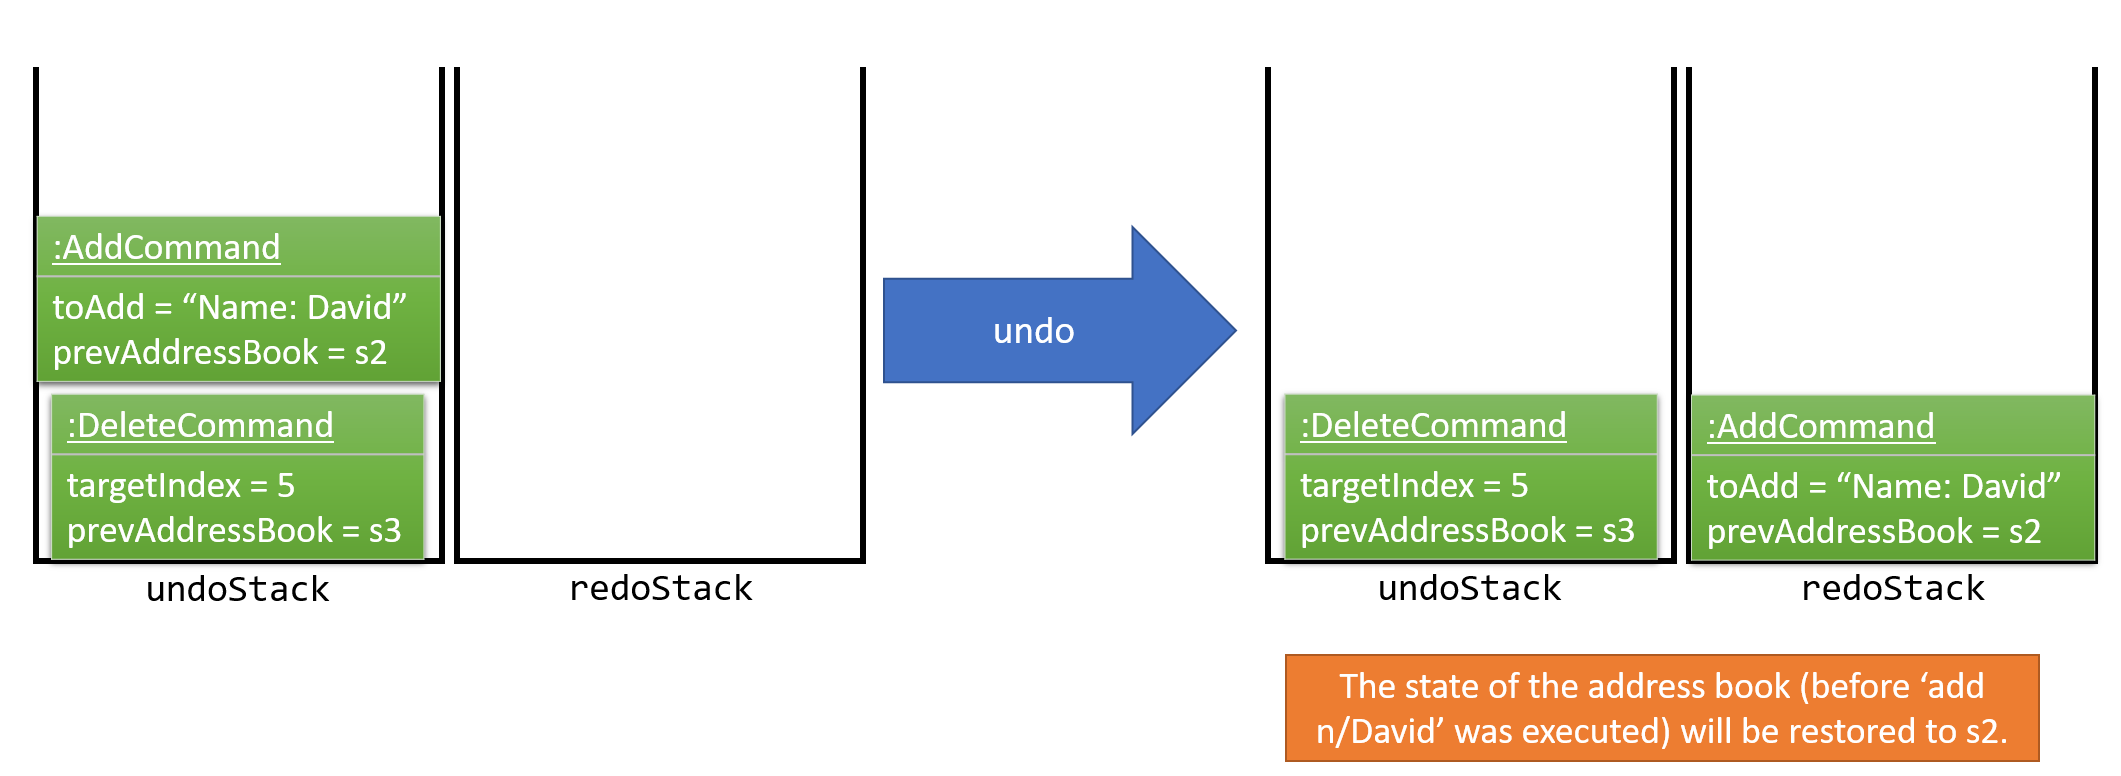 :AddCommand
toAdd = “Name: David”
prevAddressBook = s2
:DeleteCommand
targetIndex = 5
prevAddressBook = s3
undoStack
redoStack
undo
:DeleteCommand
targetIndex = 5
prevAddressBook = s3
undoStack
:AddCommand
toAdd = “Name: David”
prevAddressBook = s2
redoStack
The state of the address book (before ‘add
n/David’ was executed) will be restored to s2.